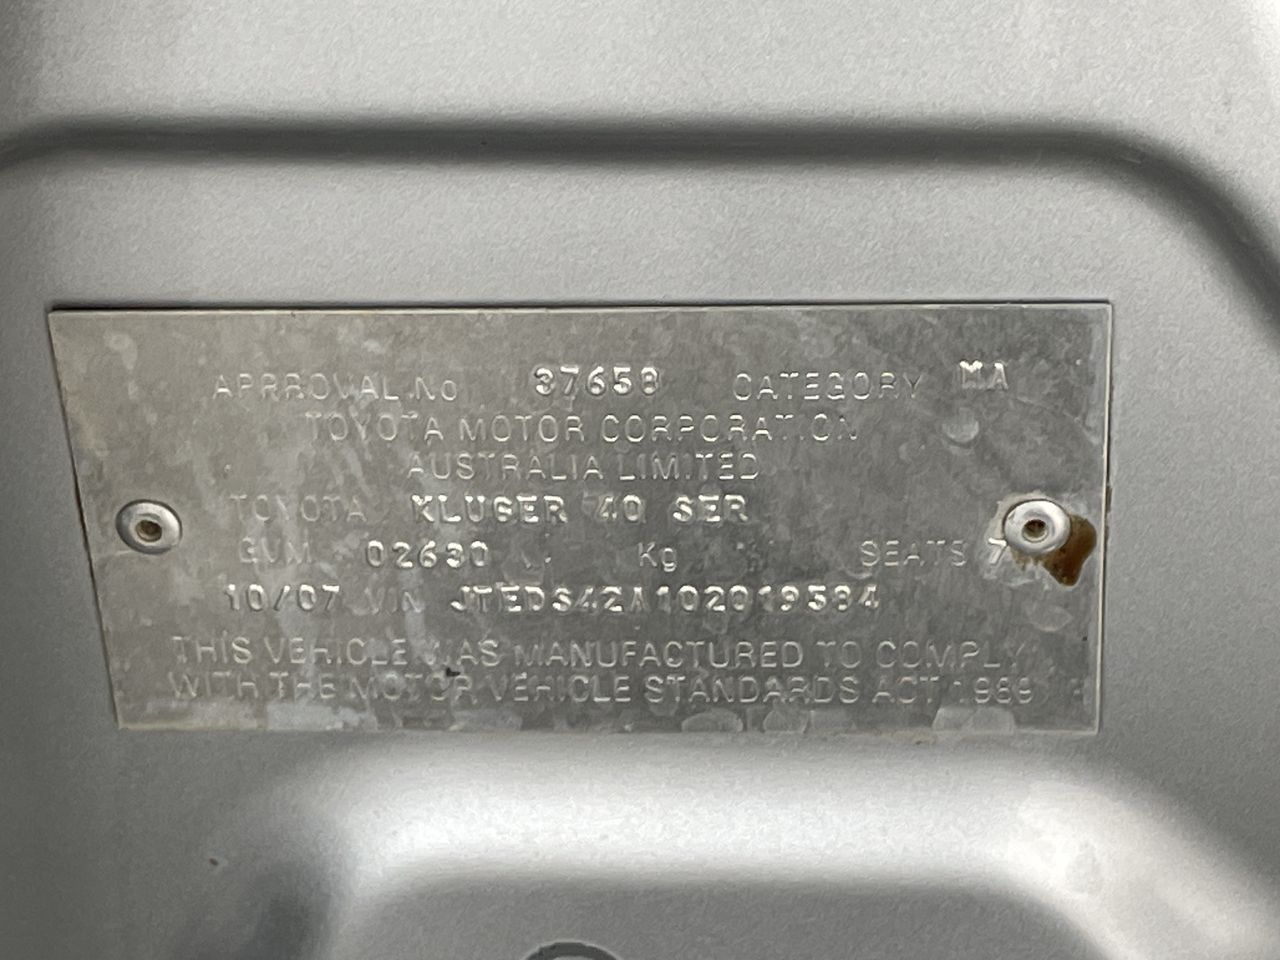 APPROVAL No 37658 CATEGORY MA
TOYOTA MOTOR CORPORATION
AUSTRALIA LIMITED
TOYOTA KLUGER 40 SER
GVM 02630 Kg SEATS 7
10/07 VIN JTEDS42A102019584
THIS VEHICLE WAS MANUFACTURED TO COMPLY
WITH THE MOTOR VEHICLE STANDARDS ACT 1989